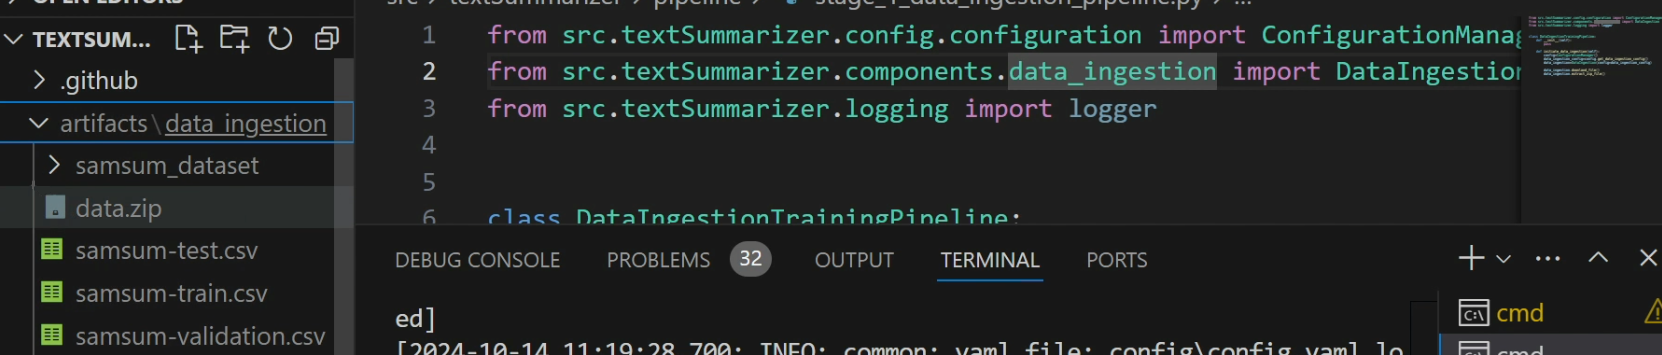 OPEN EDITORS
src > textSummarizer > pipeline > stage_1_data_ingestion_pipeline.py > ...
TEXTSUM...
.github
artifacts\data_ingestion
samsum_dataset
data.zip
samsum-test.csv
samsum-train.csv
samsum-validation.csv
1 from src.textSummarizer.config.configuration import ConfigurationManag
2 from src.textSummarizer.components.data_ingestion import DataIngestion
3 from src.textSummarizer.logging import logger
4
5
6 class DataIngestionTrainingPipeline:
DEBUG CONSOLE PROBLEMS 32 OUTPUT TERMINAL PORTS
ed]
[2024-10-14 11:19:28,700: INFO: common: yaml file: config\config.yaml lo
cmd
cmd